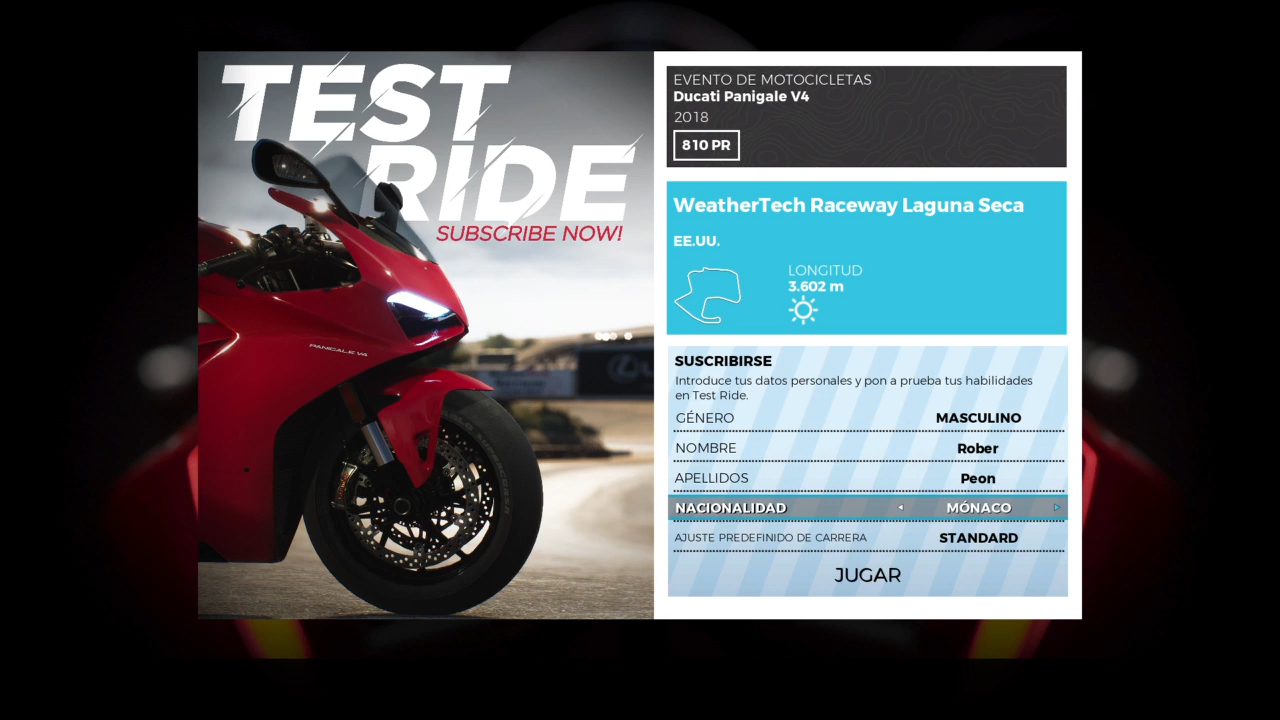 TEST
RIDE
SUBSCRIBE NOW!
PANIGALE V4
EVENTO DE MOTOCICLETAS
Ducati Panigale V4
2018
810 PR
WeatherTech Raceway Laguna Seca
EE.UU.
LONGITUD
3.602 m
SUSCRIBIRSE
Introduce tus datos personales y pon a prueba tus habilidades
en Test Ride.
GÉNERO MASCULINO
NOMBRE Rober
APELLIDOS Peon
NACIONALIDAD MÓNACO
AJUSTE PREDEFINIDO DE CARRERA STANDARD
JUGAR